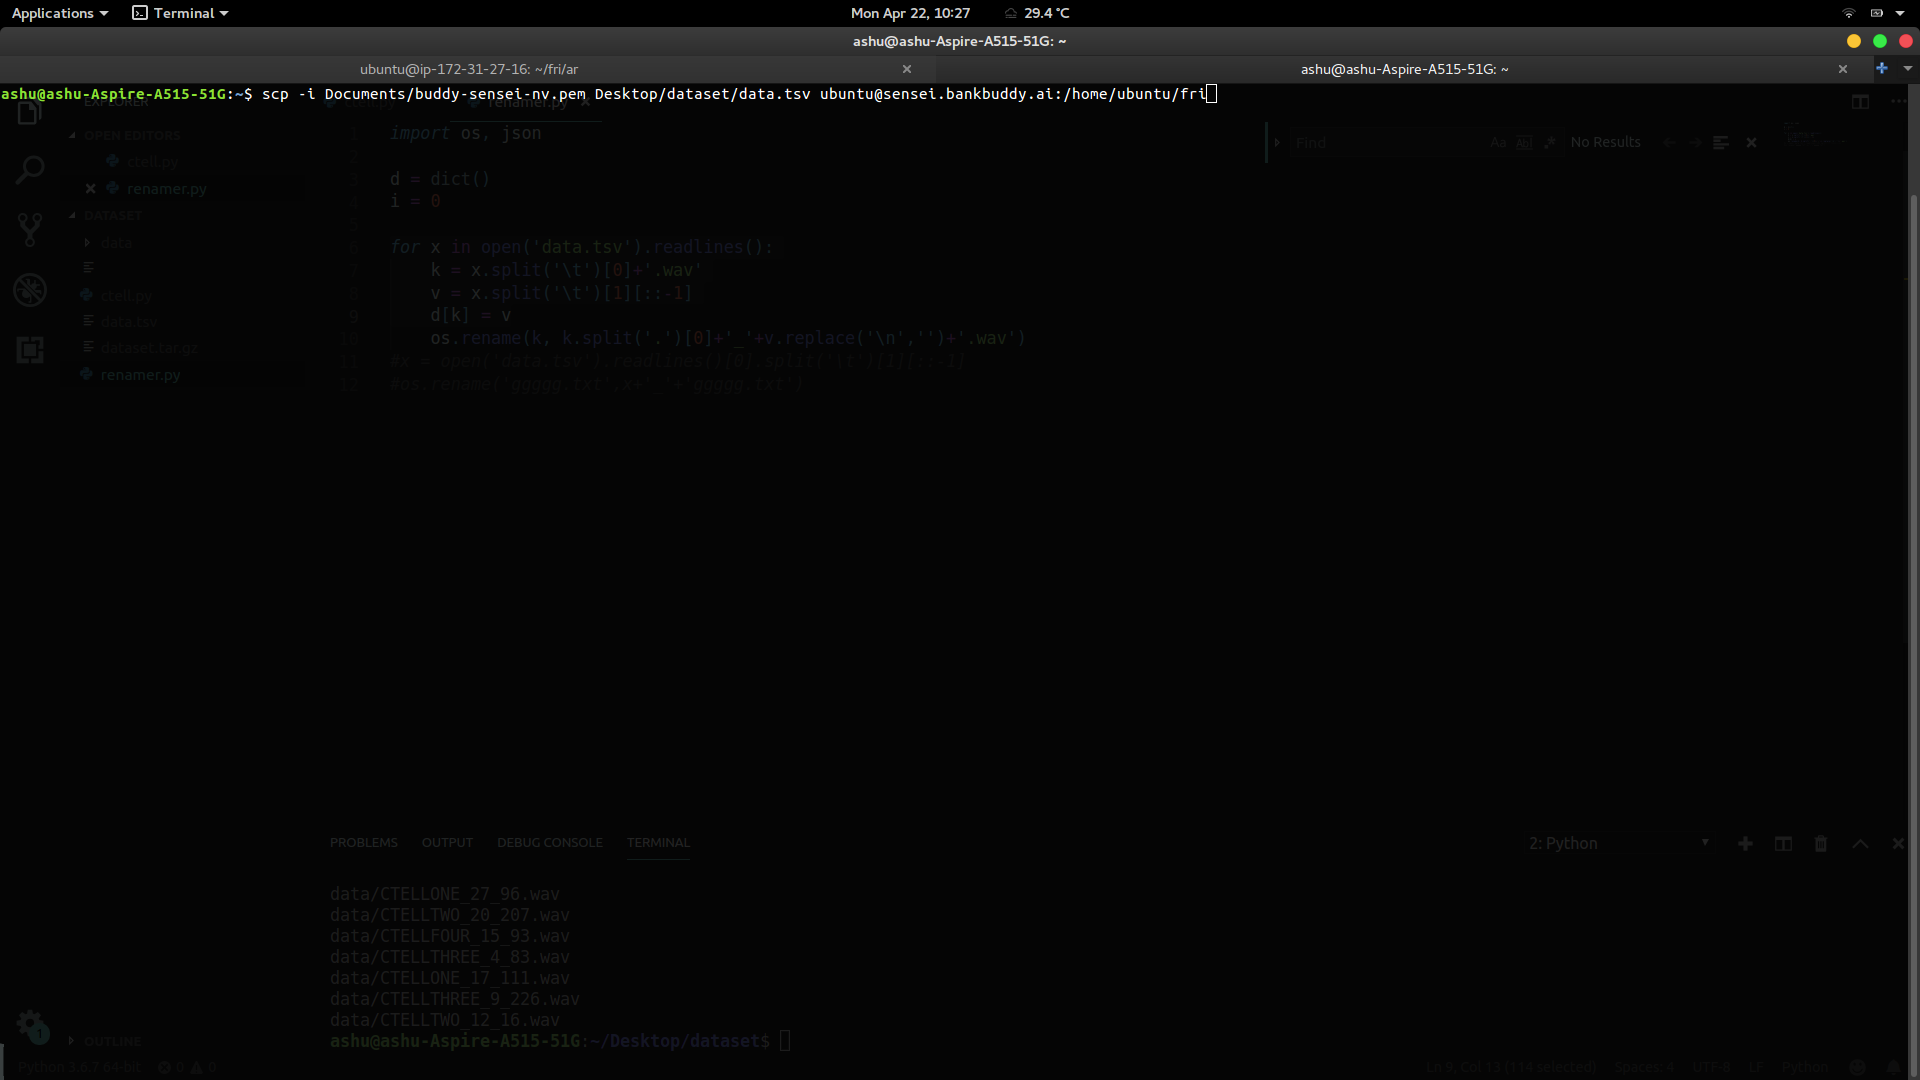 Applications Terminal Mon Apr 22, 10:27 29.4 °C
ashu@ashu-Aspire-A515-51G: ~
ubuntu@ip-172-31-27-16: ~/fri/ar ashu@ashu-Aspire-A515-51G: ~
ashu@ashu-Aspire-A515-51G:~$ scp -i Documents/buddy-sensei-nv.pem Desktop/dataset/data.tsv ubuntu@sensei.bankbuddy.ai:/home/ubuntu/fri
EXPLORER
OPEN EDITORS
ctell.py
renamer.py
DATASET
data
ctell.py
data.tsv
dataset.tar.gz
renamer.py
OUTLINE
renamer.py
1 import os, json
2
3 d = dict()
4 i = 0
5
6 for x in open('data.tsv').readlines():
7 k = x.split('\t')[0]+'.wav'
8 v = x.split('\t')[1][::-1]
9 d[k] = v
10 os.rename(k, k.split('.')[0]+'_'+v.replace('\n','')+'.wav')
11 #x = open('data.tsv').readlines()[0].split('\t')[1][::-1]
12 #os.rename('ggggg.txt',x+'_'+'ggggg.txt')
Find Aa Abl .* No Results
PROBLEMS OUTPUT DEBUG CONSOLE TERMINAL 2: Python
data/CTELLONE_27_96.wav
data/CTELLTWO_20_207.wav
data/CTELLFOUR_15_93.wav
data/CTELLTHREE_4_83.wav
data/CTELLONE_17_111.wav
data/CTELLTHREE_9_226.wav
data/CTELLTWO_12_16.wav
ashu@ashu-Aspire-A515-51G:~/Desktop/dataset$
1
Python 3.6.7 64-bit 0 0 Ln 9, Col 13 (114 selected) Spaces: 4 UTF-8 LF Python